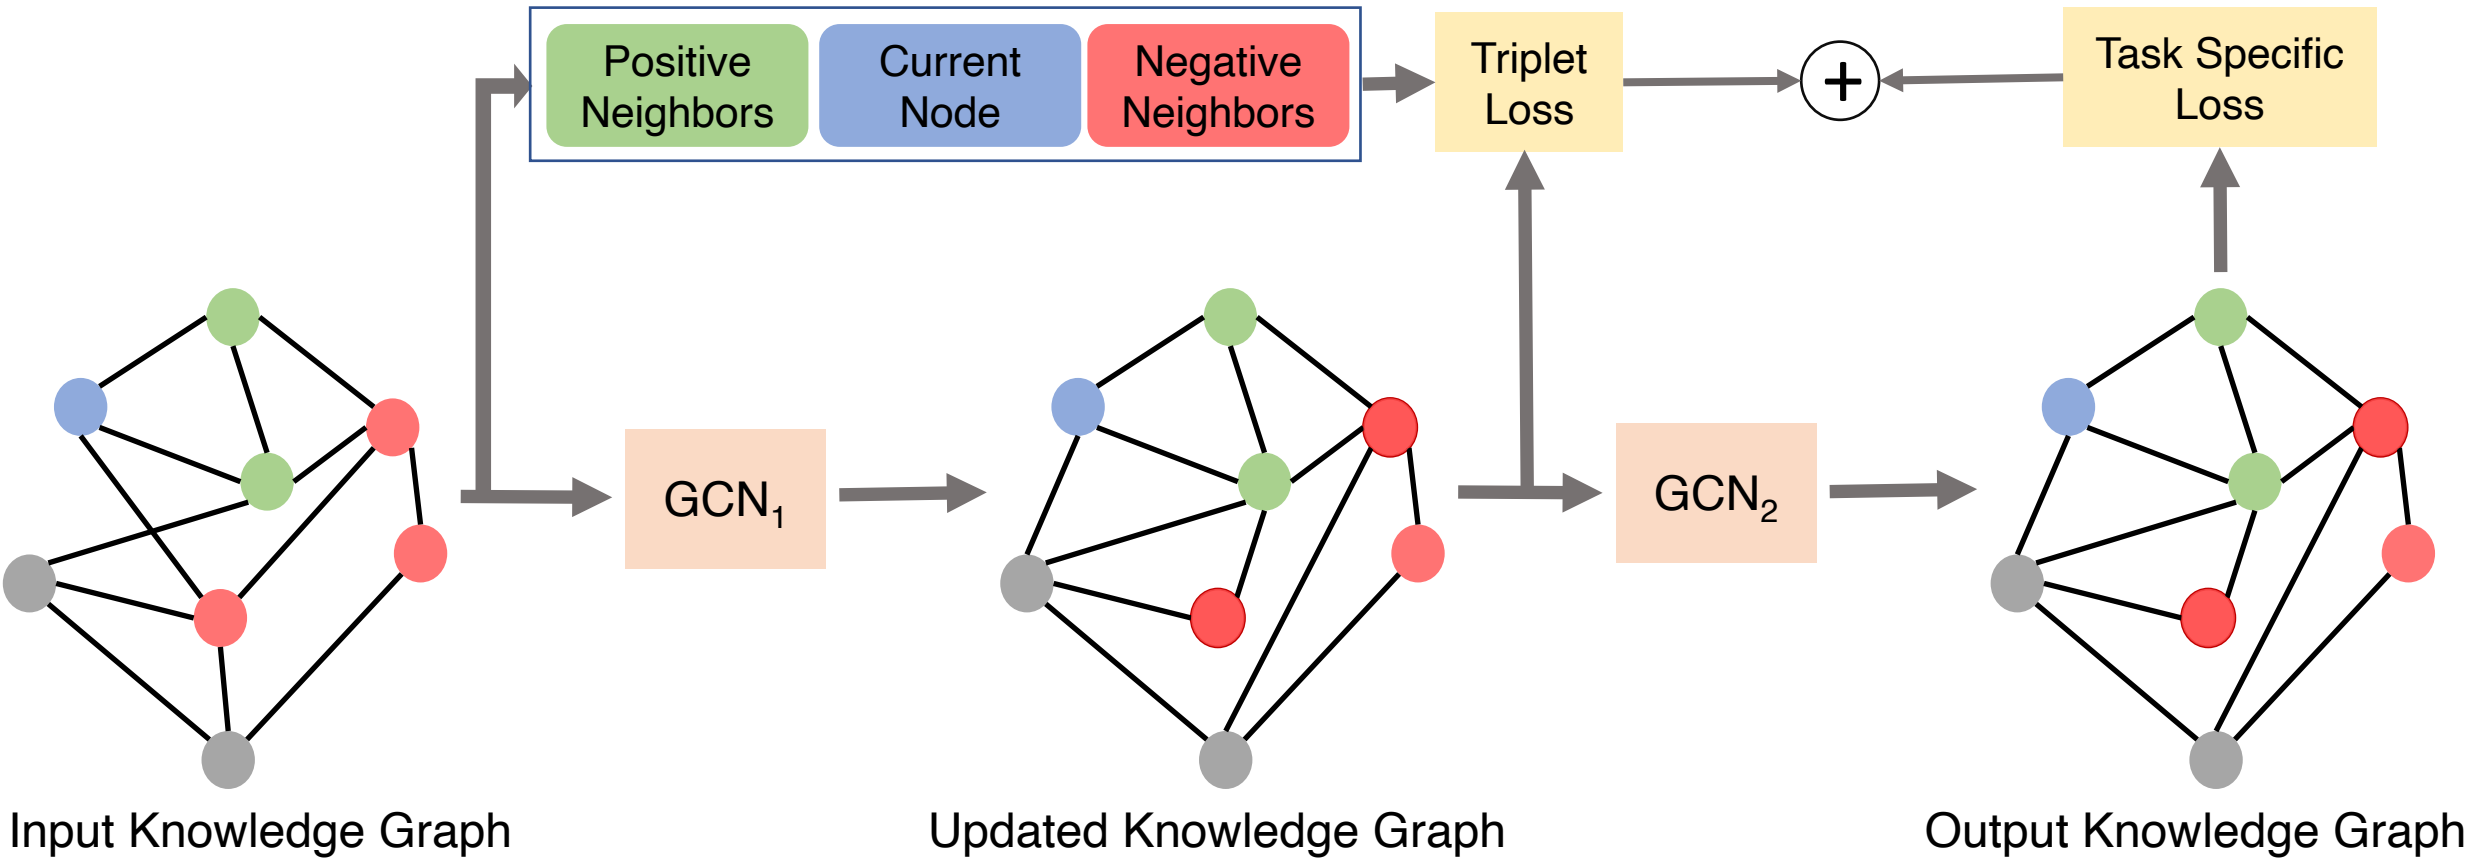 Positive
Neighbors
Current
Node
Negative
Neighbors
Triplet
Loss
+
Task Specific
Loss
GCN₁
GCN₂
Input Knowledge Graph
Updated Knowledge Graph
Output Knowledge Graph